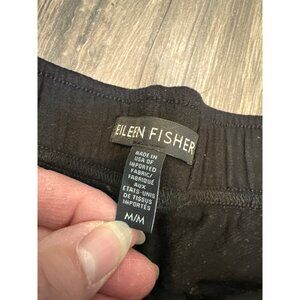 EILEEN FISHER
MADE IN
USA OF
IMPORTED
FABRIC/
FABRIQUÉ
AUX
ÉTATS-UNIS
DE TISSUS
IMPORTÉS
M/M